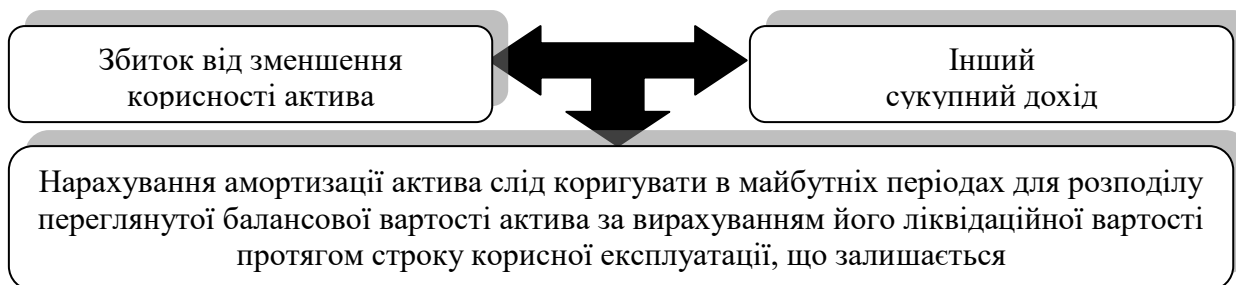 Збиток від зменшення
корисності актива
Інший
сукупний дохід
Нарахування амортизації актива слід коригувати в майбутніх періодах для розподілу
переглянутої балансової вартості актива за вирахуванням його ліквідаційної вартості
протягом строку корисної експлуатації, що залишається